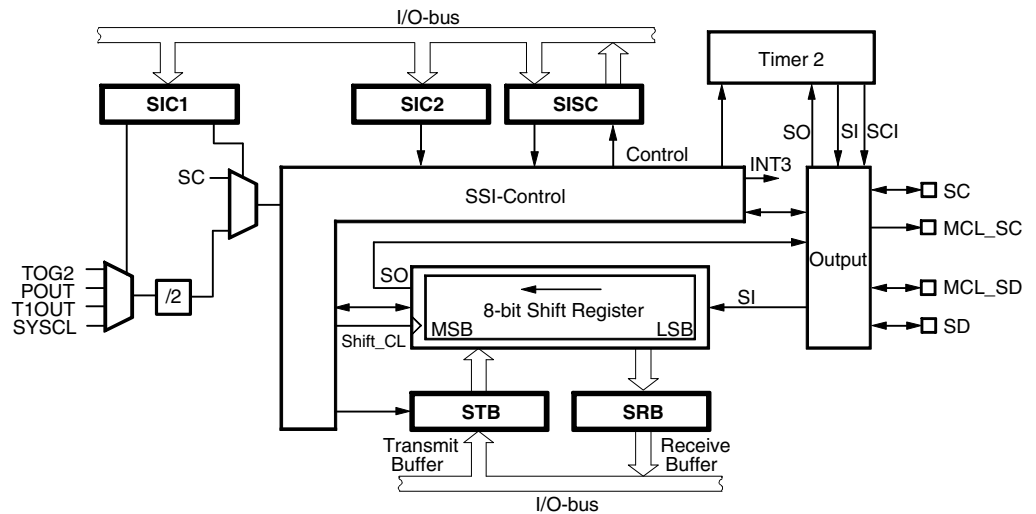 I/O-bus
SIC1
SIC2
SISC
Timer 2
SO
SI
SCI
Control
INT3
SC
SSI-Control
SC
MCL_SC
Output
MCL_SD
SD
TOG2
POUT
T1OUT
SYSCL
/2
SO
SI
8-bit Shift Register
MSB
LSB
Shift_CL
STB
SRB
Transmit
Buffer
Receive
Buffer
I/O-bus